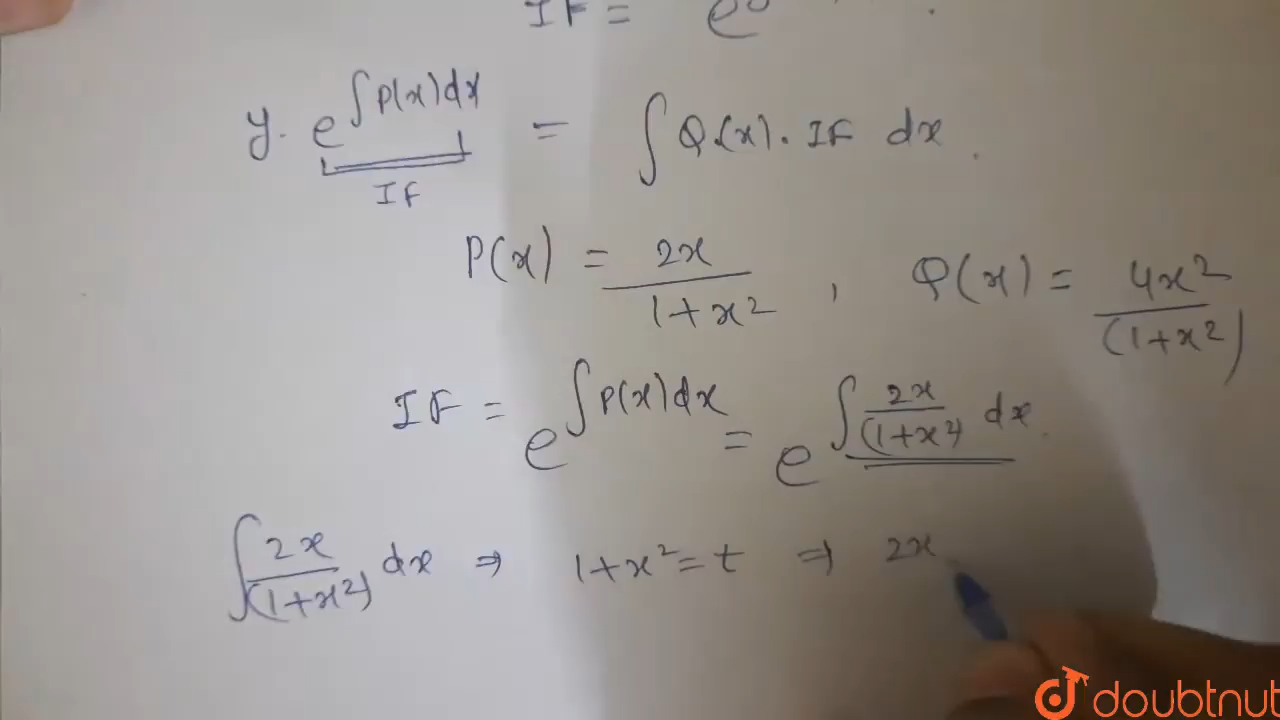 IF = e
y. e^∫P(x)dx = ∫Q.(x). IF dx.
IF
P(x) = 2x/1+x², Q(x) = 4x²/(1+x²)
IF = e^∫P(x)dx = e^∫2x/(1+x²) dx.
∫2x/(1+x²) dx ⇒ 1+x²=t ⇒ 2x
doubtnut